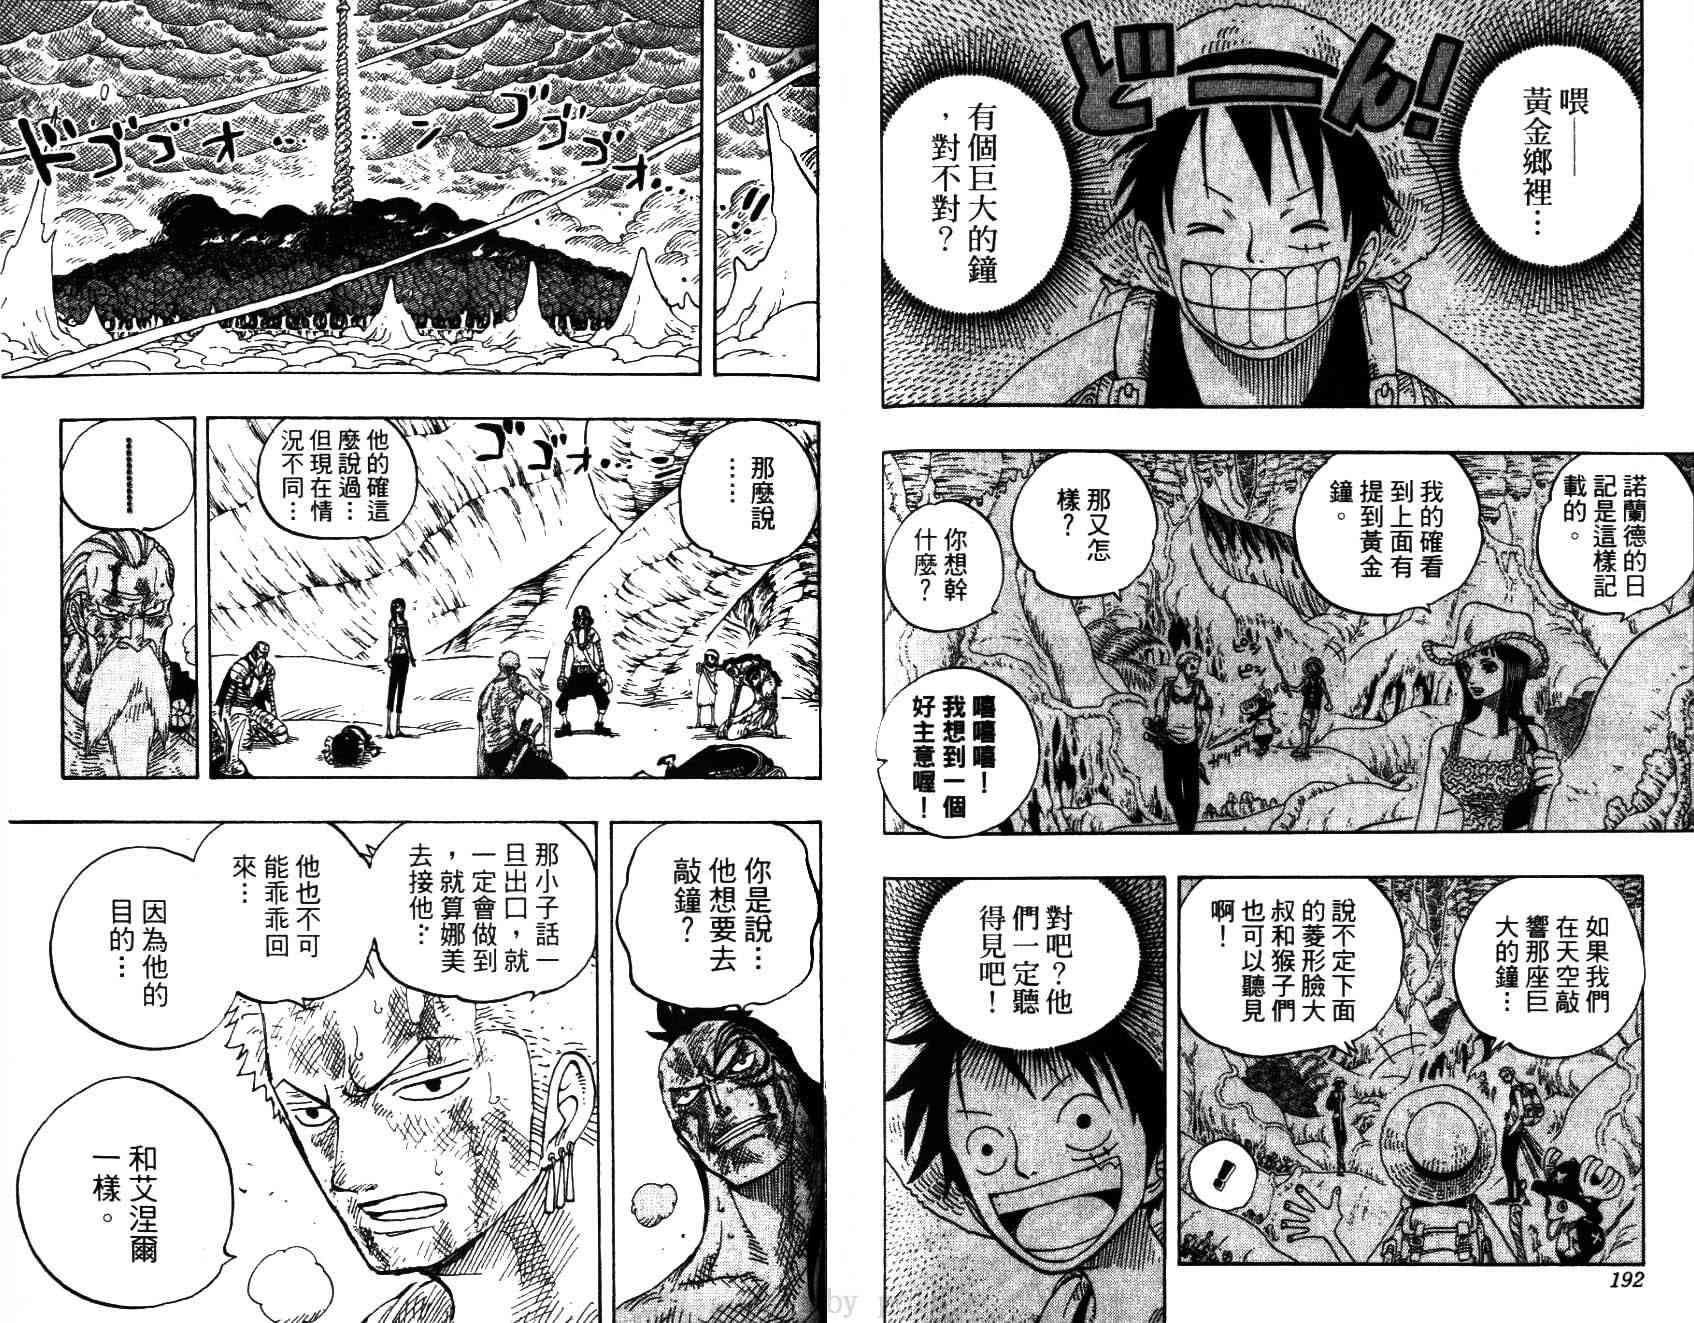 喂——
黃金鄉裡…
有個巨大的鐘
，對不對？
どーん！
諾蘭德的日
記是這樣記
載的。
我的確看
到上面有
提到黃金
鐘。
那又怎
樣？
你想幹
什麼？
ピッ
ピッ
嘻嘻嘻！
我想到一個
好主意喔！
如果我們
在天空敲
響那座巨
大的鐘…
說不定下面
的菱形臉大
叔和猴子們
也可以聽見
啊！
！
對吧？他
們一定聽
得見吧！
192
ゴゴゴオ…
ドゴゴゴオ…
那麼說
……
ゴゴオ…
他的確這
麼說過…
但現在情
況不同…
…………
你是說…
他想要去
敲鐘？
那小子話一
旦出口，就
一定會做到
，就算娜美
去接他…
他也不可
能乖乖回
來…
因為他的
目的…
和艾涅爾
一樣。
by